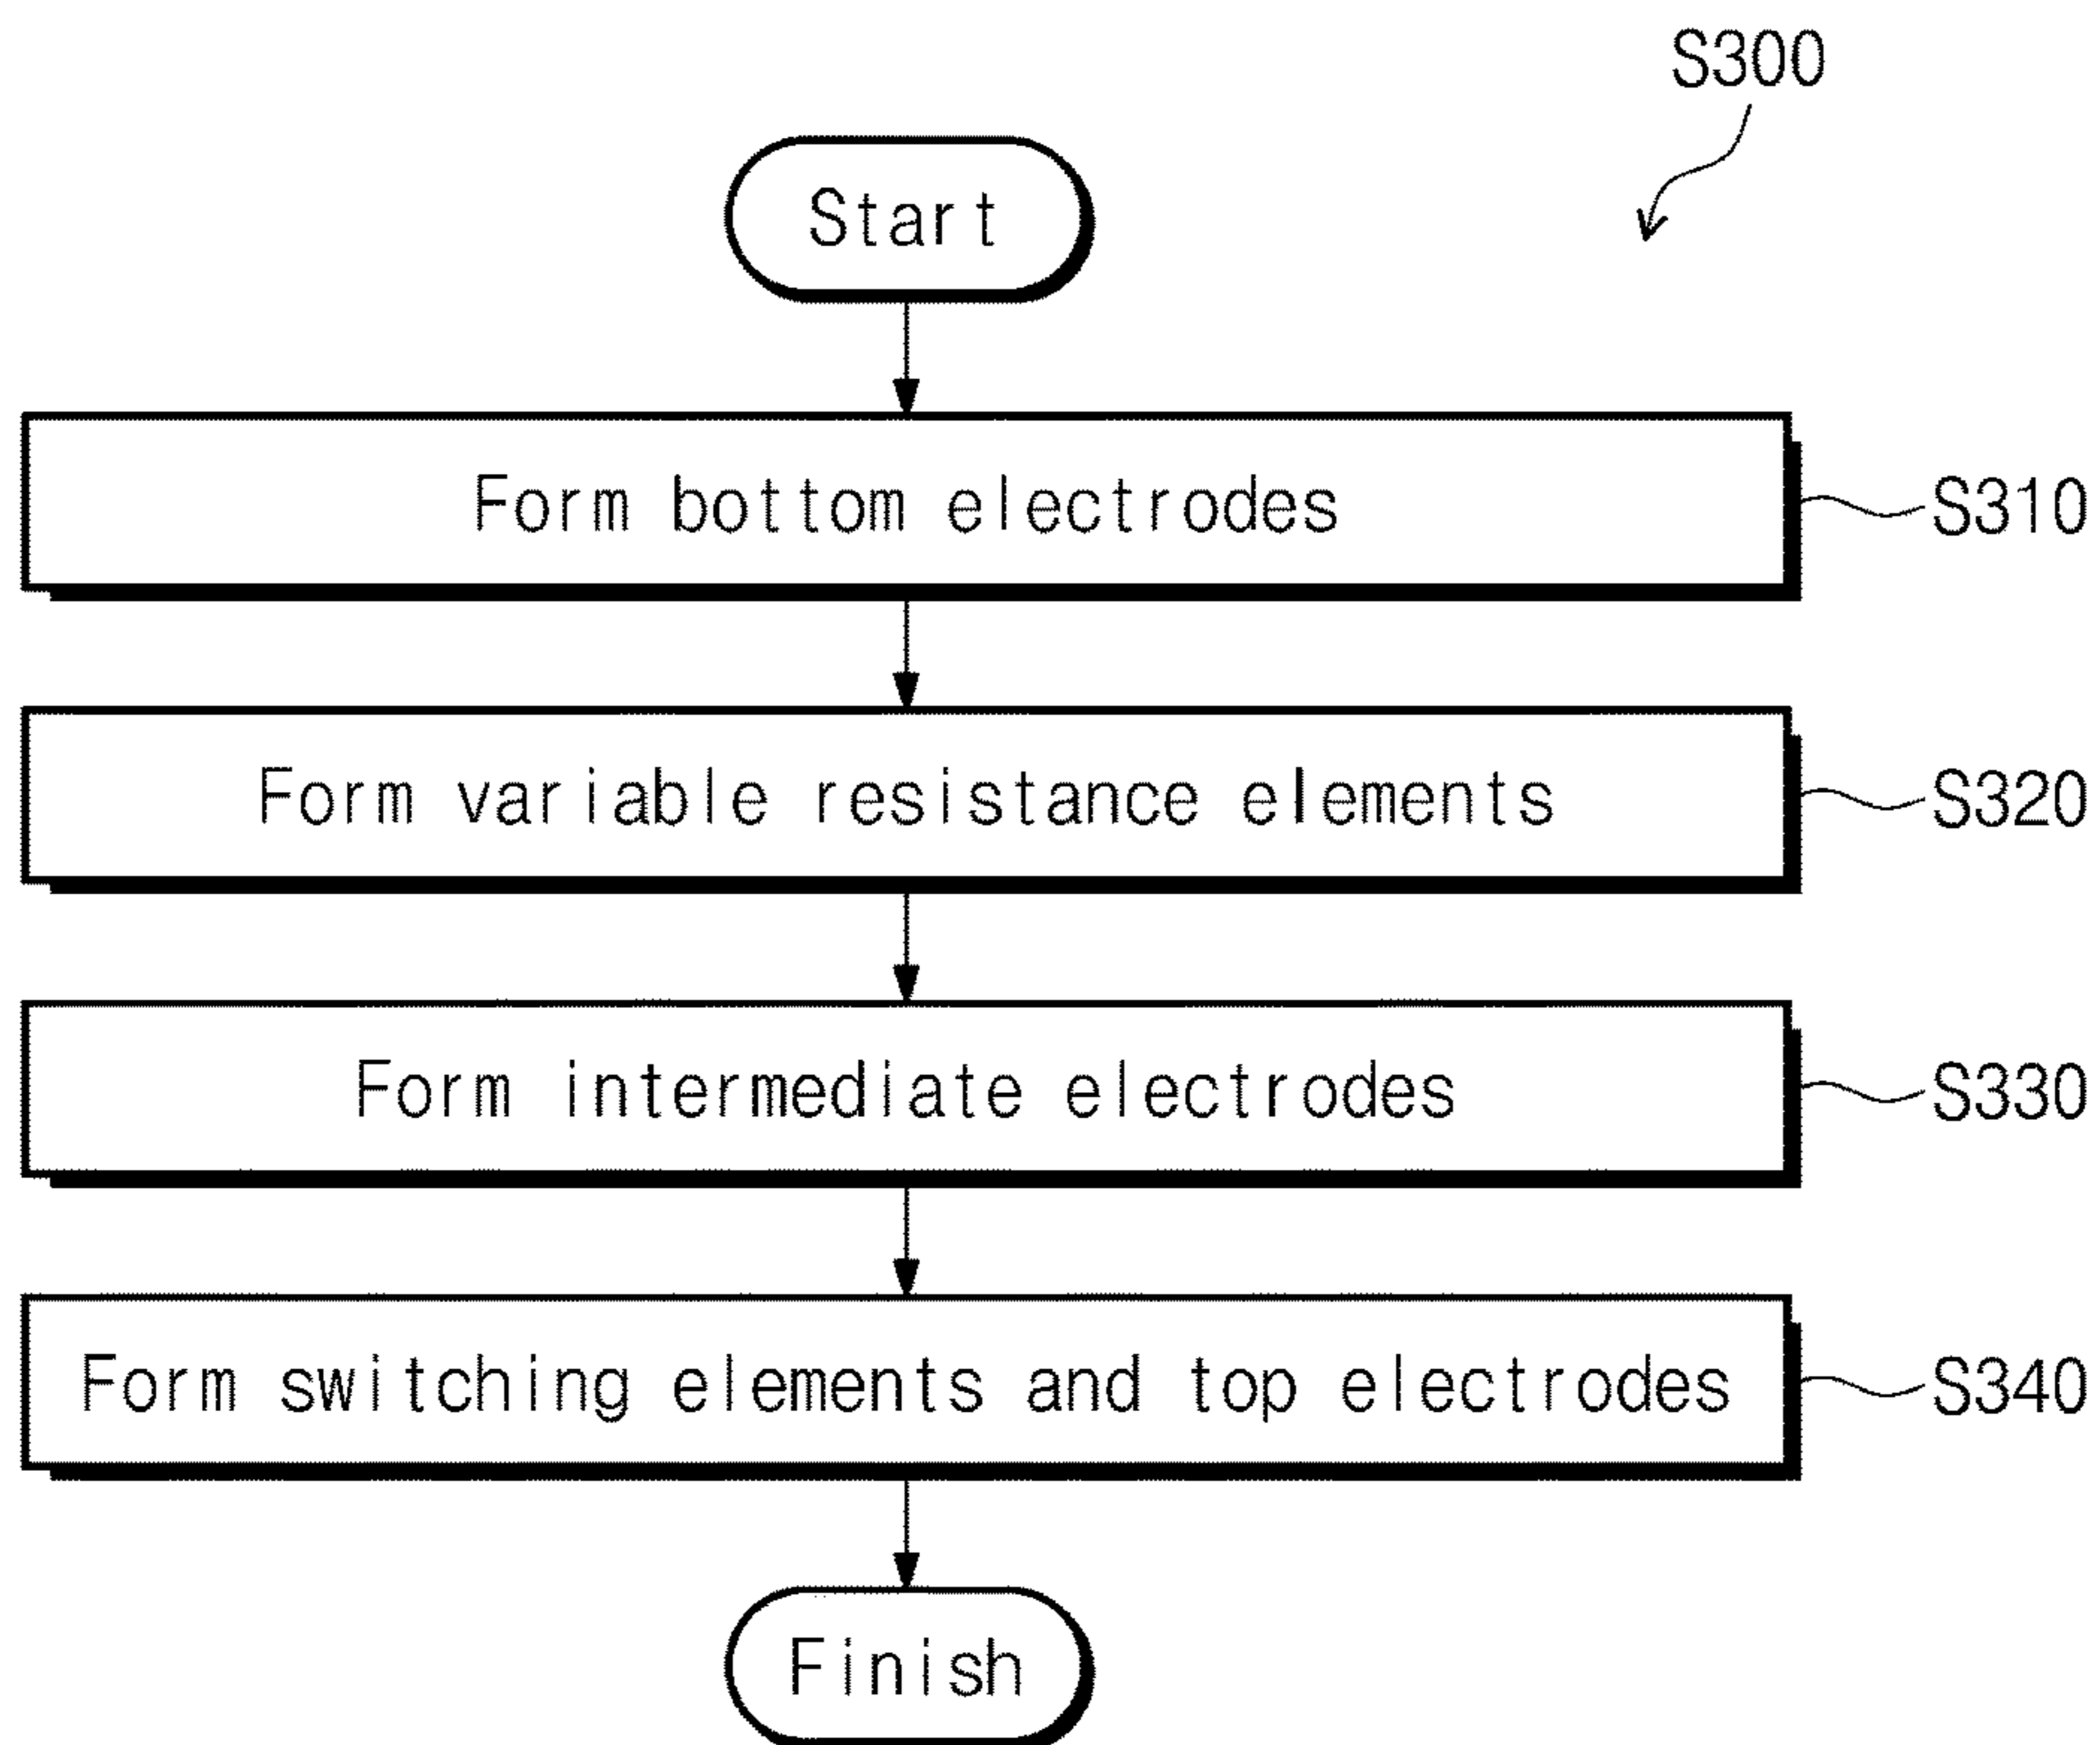 S300
Start
Form bottom electrodes
S310
Form variable resistance elements
S320
Form intermediate electrodes
S330
Form switching elements and top electrodes
S340
Finish